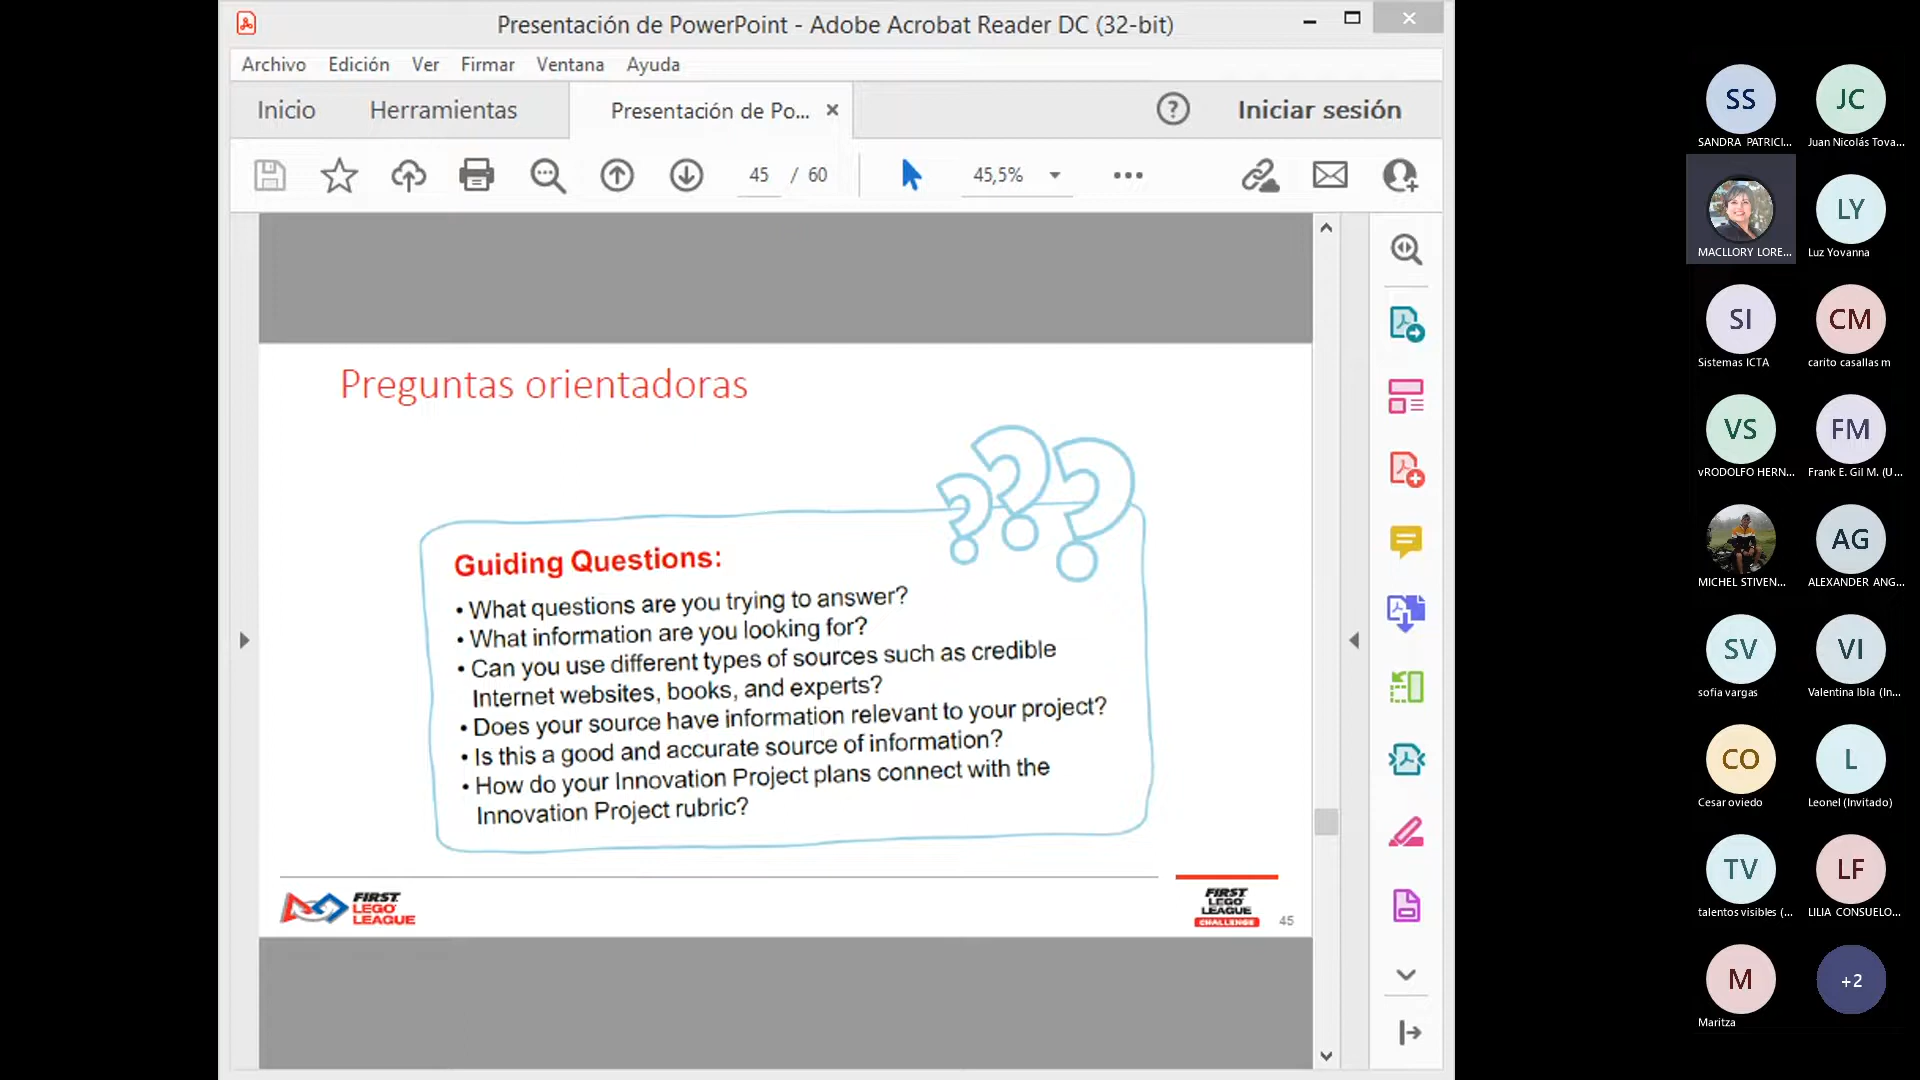 Presentación de PowerPoint - Adobe Acrobat Reader DC (32-bit)
Archivo Edición Ver Firmar Ventana Ayuda
Inicio Herramientas Presentación de Po... Iniciar sesión
45 / 60 45,5%
Preguntas orientadoras
Guiding Questions:
• What questions are you trying to answer?
• What information are you looking for?
• Can you use different types of sources such as credible
Internet websites, books, and experts?
• Does your source have information relevant to your project?
• Is this a good and accurate source of information?
• How do your Innovation Project plans connect with the
Innovation Project rubric?
FIRST
LEGO
LEAGUE
FIRST
LEGO
LEAGUE
CHALLENGE
45
SS JC
SANDRA PATRICI... Juan Nicolás Tova...
LY
MACLLORY LORE... Luz Yovanna
SI CM
Sistemas ICTA carito casallas m
VS FM
vRODOLFO HERN... Frank E. Gil M. (U...
AG
MICHEL STIVEN... ALEXANDER ANG...
SV VI
sofia vargas Valentina Ibla (In...
CO L
Cesar oviedo Leonel (Invitado)
TV LF
talentos visibles (... LILIA CONSUELO...
M +2
Maritza